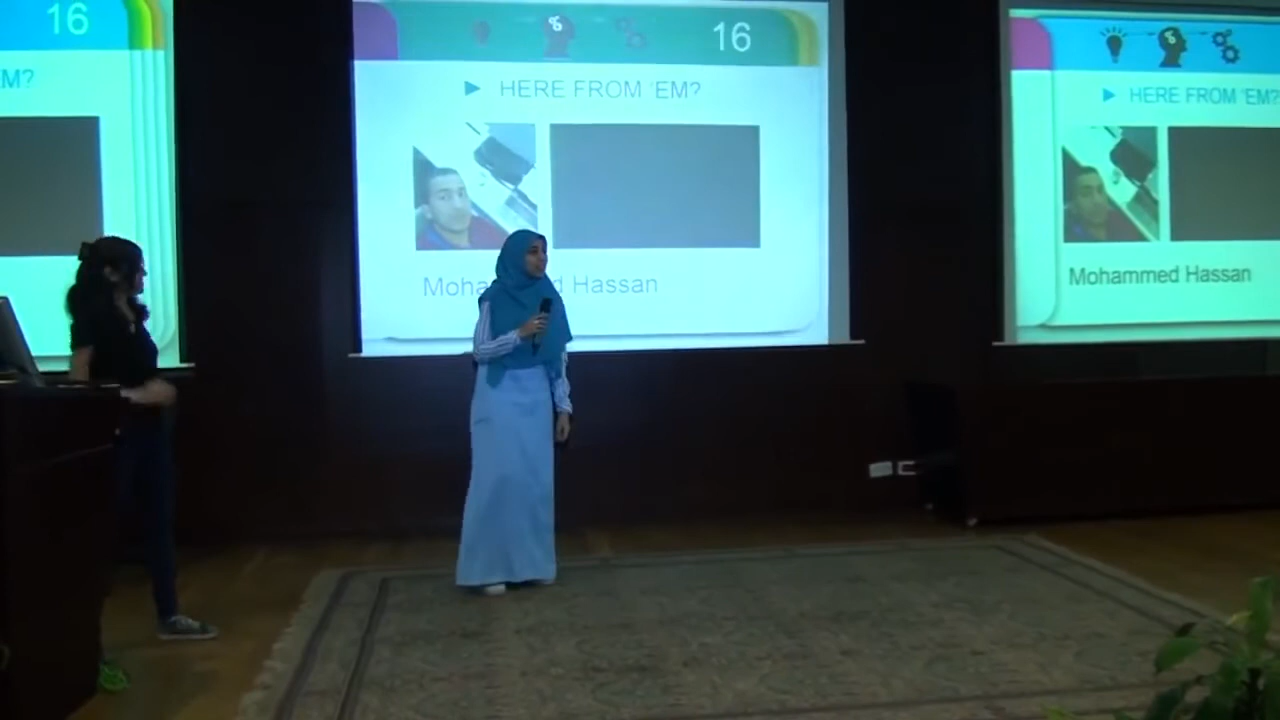 16
EM?
16
HERE FROM 'EM?
Moha d Hassan
HERE FROM 'EM?
Mohammed Hassan